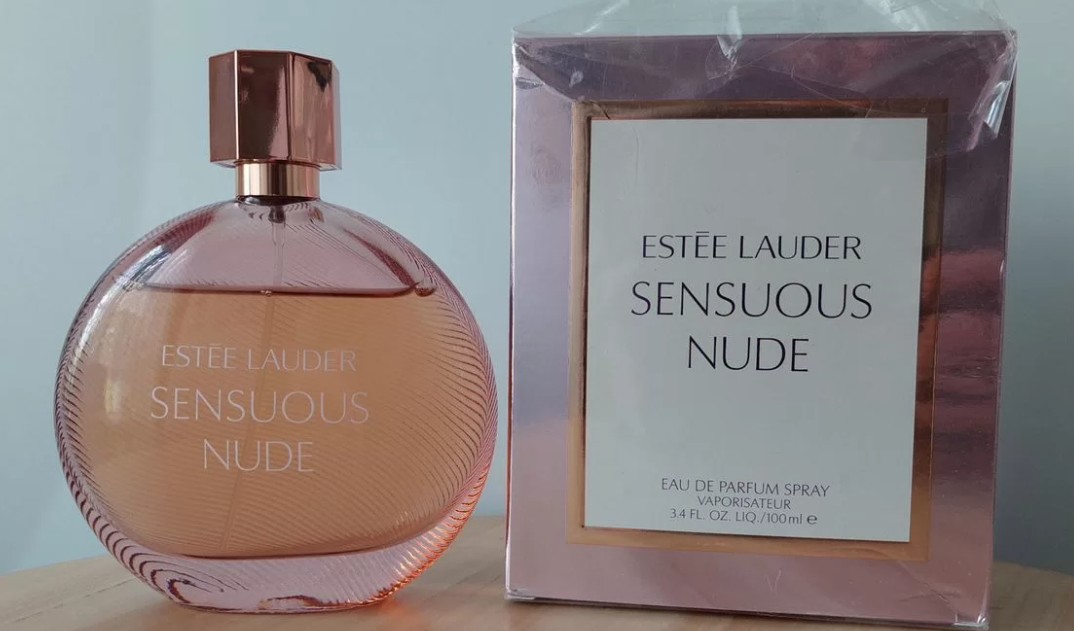 ESTĒE LAUDER
SENSUOUS
NUDE
ESTĒE LAUDER
SENSUOUS
NUDE
EAU DE PARFUM SPRAY
VAPORISATEUR
3.4 FL. OZ. LIQ./100 ml ℮